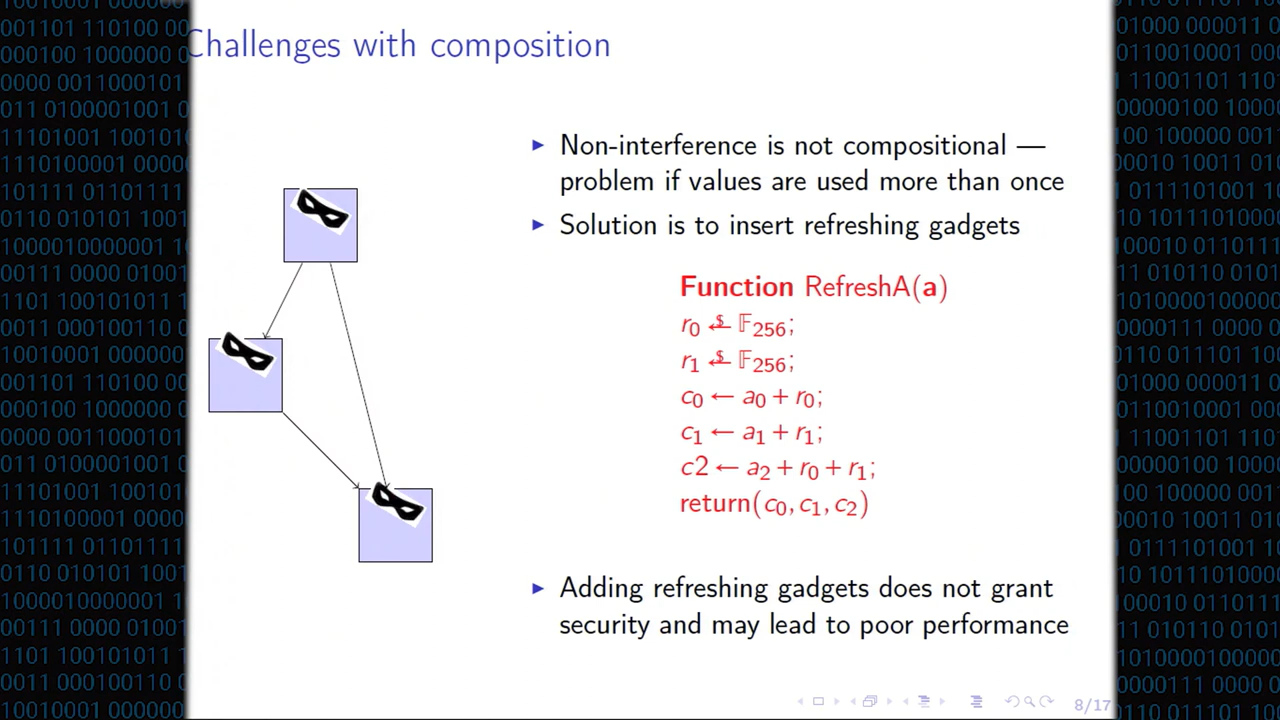 Challenges with composition
Non-interference is not compositional —
problem if values are used more than once
Solution is to insert refreshing gadgets
Function RefreshA(a)
r₀ ←$ 𝔽₂₅₆;
r₁ ←$ 𝔽₂₅₆;
c₀ ← a₀ + r₀;
c₁ ← a₁ + r₁;
c2 ← a₂ + r₀ + r₁;
return(c₀, c₁, c₂)
Adding refreshing gadgets does not grant
security and may lead to poor performance
8/17